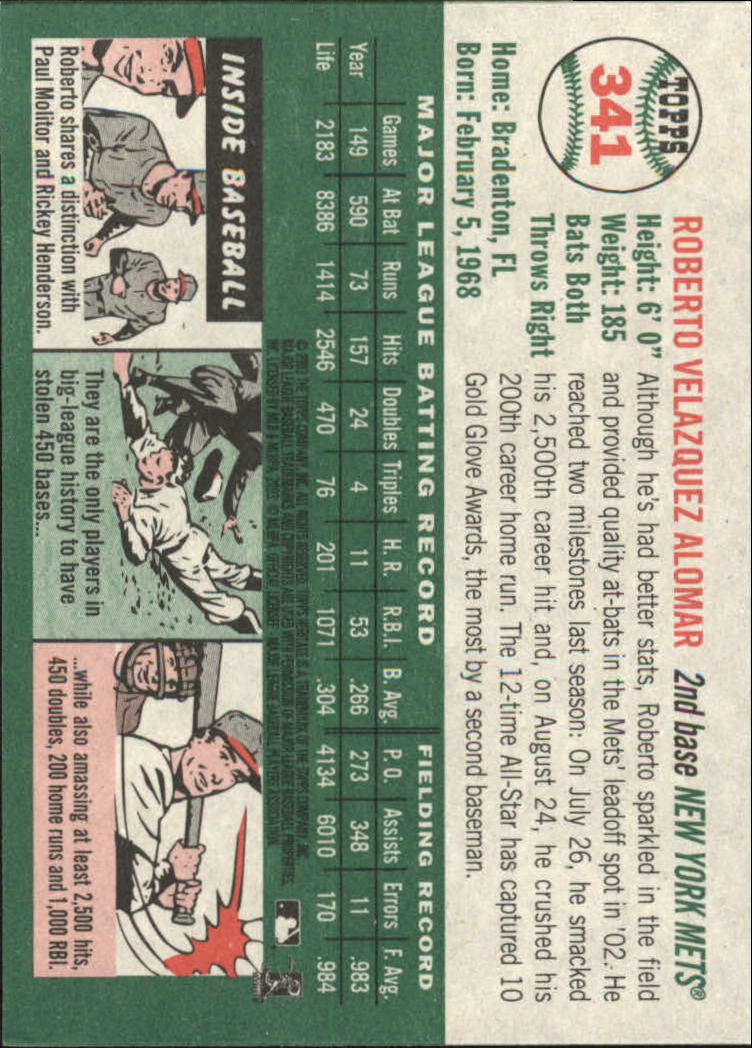 TOPPS
341
ROBERTO VELAZQUEZ ALOMAR 2nd base NEW YORK METS®
Height: 6' 0"
Weight: 185
Bats Both
Throws Right
Home: Bradenton, FL
Born: February 5, 1968
Although he's had better stats, Roberto sparkled in the field
and provided quality at-bats in the Mets' leadoff spot in '02. He
reached two milestones last season: On July 26, he smacked
his 2,500th career hit and, on August 24, he crushed his
200th career home run. The 12-time All-Star has captured 10
Gold Glove Awards, the most by a second baseman.
MAJOR LEAGUE BATTING RECORD FIELDING RECORD
Games At Bat Runs Hits Doubles Triples H. R. R.B.I. B. Avg. P. O. Assists Errors F. Avg.
Year 149 590 73 157 24 4 11 53 .266 273 348 11 .983
Life 2183 8386 1414 2546 470 76 201 1071 .304 4134 6010 170 .984
INSIDE BASEBALL
Roberto shares a distinction with
Paul Molitor and Rickey Henderson.
They are the only players in
big-league history to have
stolen 450 bases...
...while also amassing at least 2,500 hits,
450 doubles, 200 home runs and 1,000 RBI.